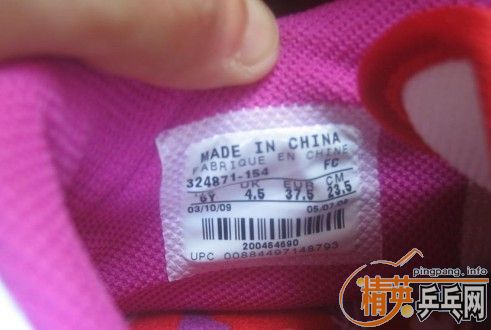 MADE IN CHINA
FABRIQUE EN CHINE
324871-154 FC
UK EUR CM
6Y 4.5 37.5 23.5
03/10/09
200454690
UPC 00884497148793
pingpang.info
精英乒乓网